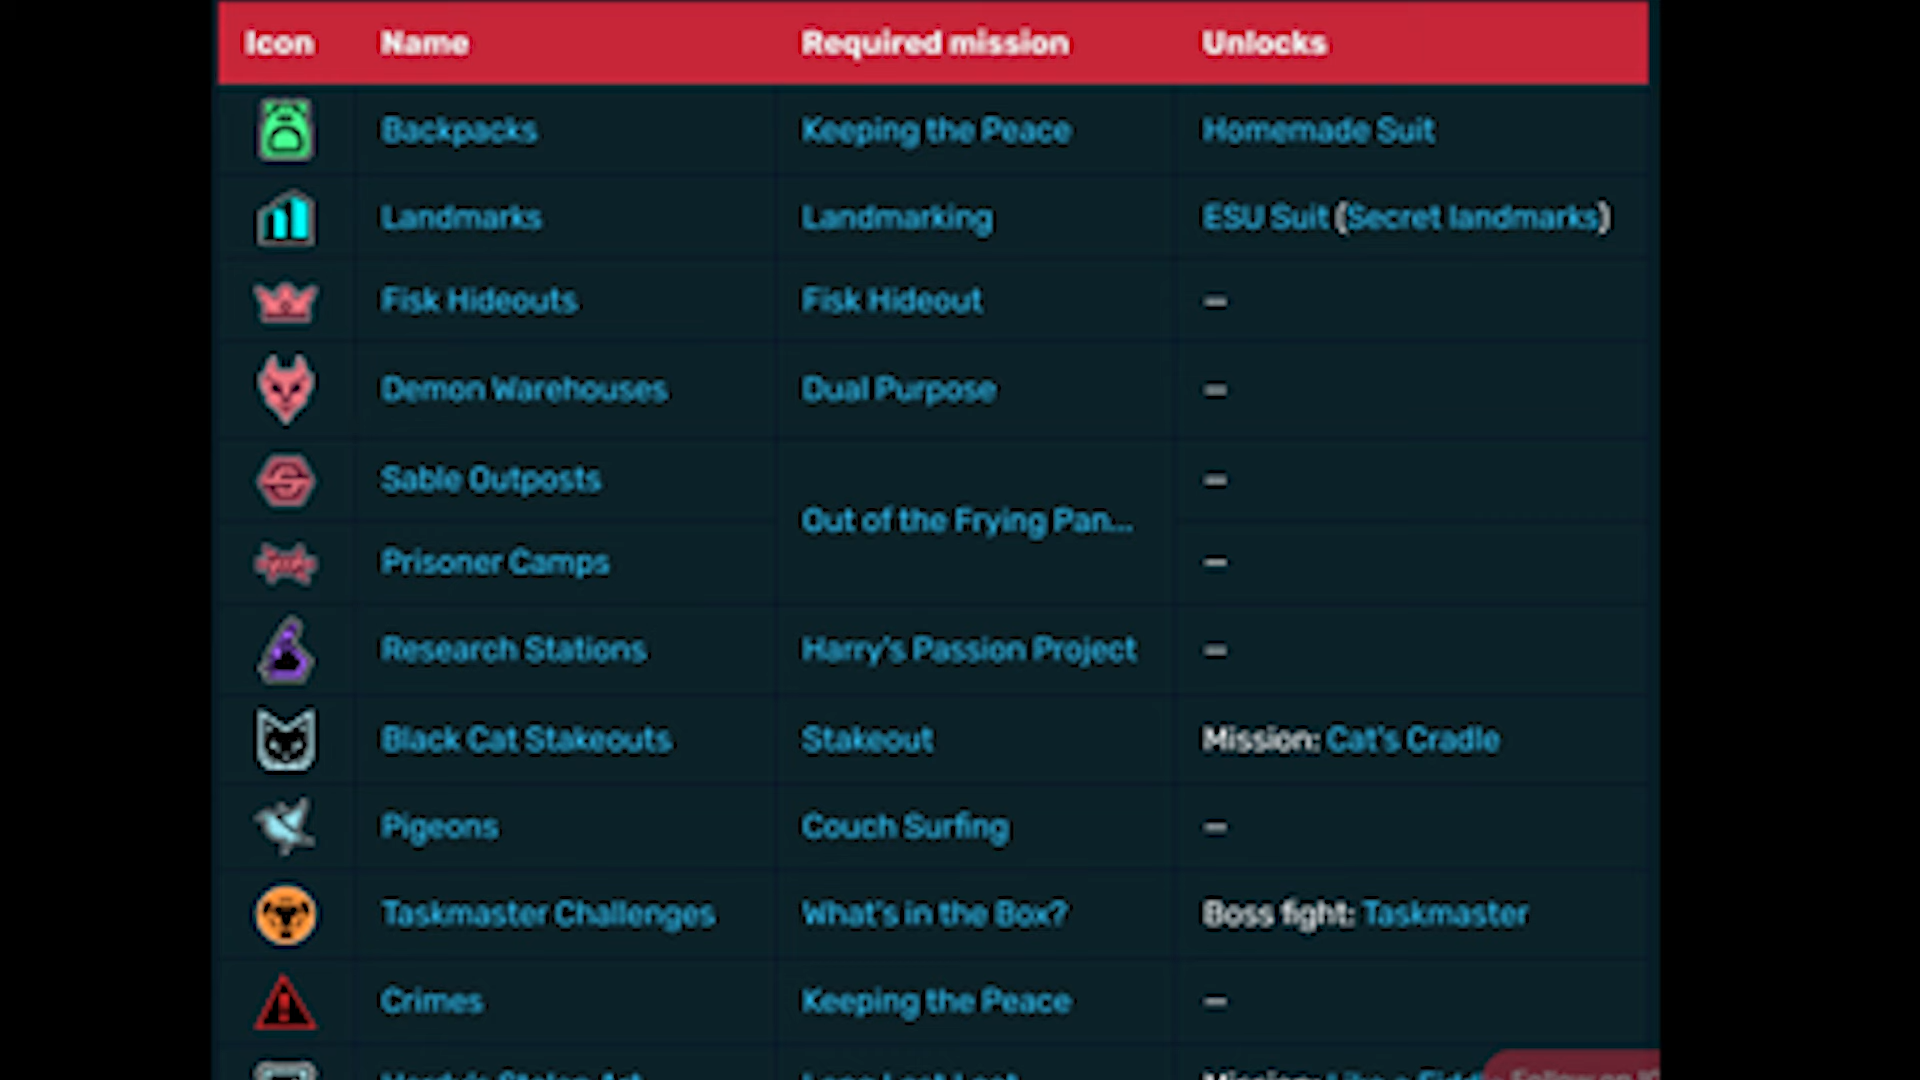 Icon Name Required mission Unlocks
Backpacks Keeping the Peace Homemade Suit
Landmarks Landmarking ESU Suit (Secret landmarks)
Fisk Hideouts Fisk Hideout –
Demon Warehouses Dual Purpose –
Sable Outposts –
Out of the Frying Pan...
Prisoner Camps –
Research Stations Harry's Passion Project –
Black Cat Stakeouts Stakeout Mission: Cat's Cradle
Pigeons Couch Surfing –
Taskmaster Challenges What's in the Box? Boss fight: Taskmaster
Crimes Keeping the Peace –